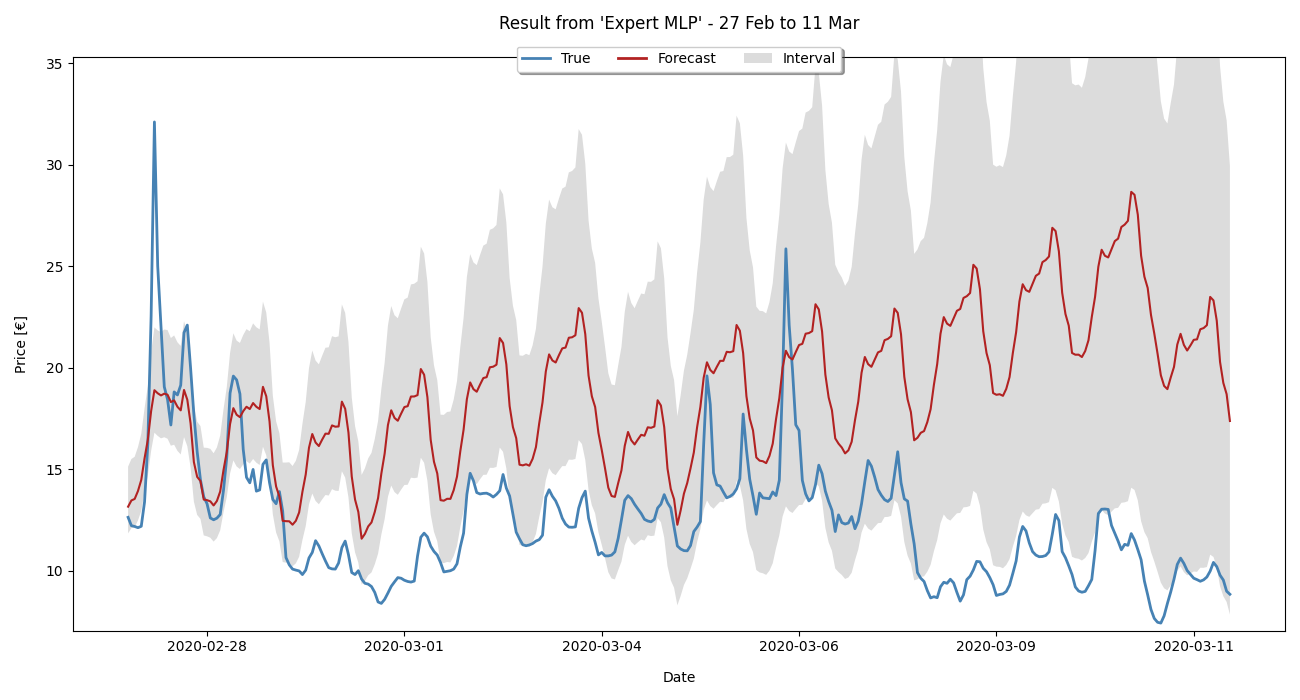 Result from 'Expert MLP' - 27 Feb to 11 Mar
True Forecast Interval
35
30
25
20
15
10
Price [€]
2020-02-28 2020-03-01 2020-03-04 2020-03-06 2020-03-09 2020-03-11
Date